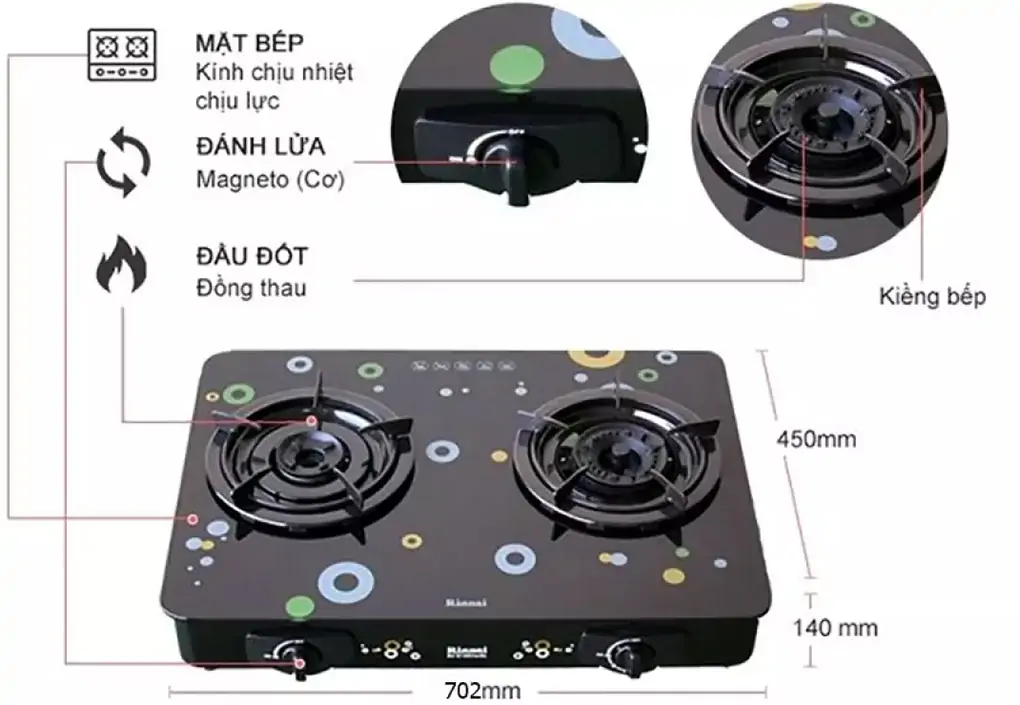 MẶT BẾP
Kính chịu nhiệt
chịu lực
ĐÁNH LỬA
Magneto (Cơ)
ĐẦU ĐỐT
Đồng thau
Kiềng bếp
450mm
Rinnai
140 mm
Rinnai
702mm